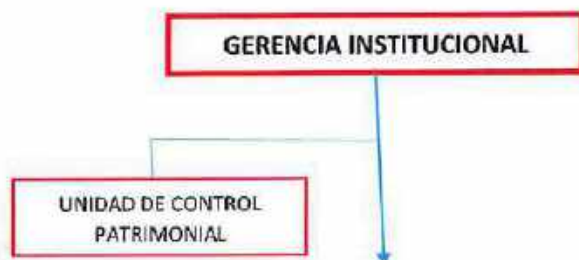 GERENCIA INSTITUCIONAL
UNIDAD DE CONTROL
PATRIMONIAL